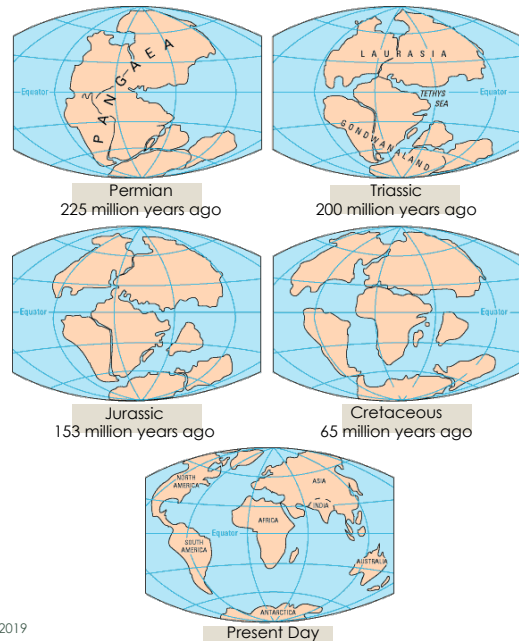 PANGAEA
Equator
Permian
225 million years ago
LAURASIA
TETHYS
SEA
Equator
GONDWANALAND
Triassic
200 million years ago
Equator
Jurassic
153 million years ago
Equator
Cretaceous
65 million years ago
NORTH
AMERICA
ASIA
INDIA
AFRICA
Equator
SOUTH
AMERICA
AUSTRALIA
ANTARCTICA
2019
Present Day